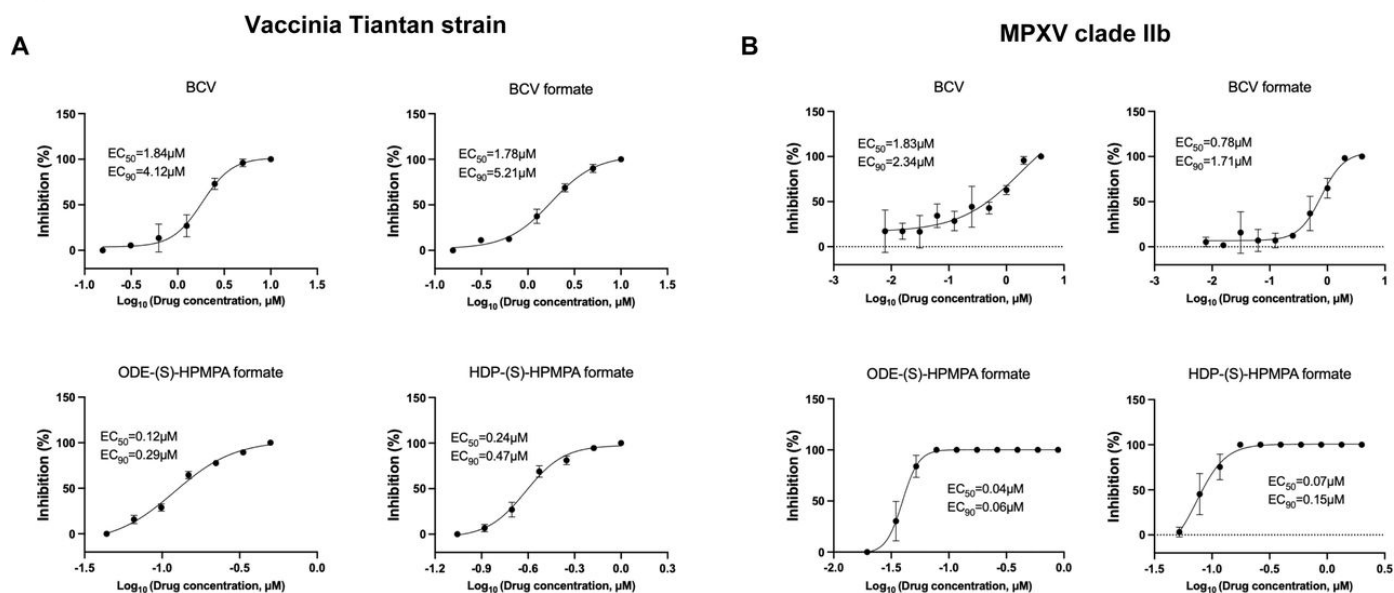 Vaccinia Tiantan strain
A
BCV
Inhibition (%)
150
100
50
0
EC50=1.84µM
EC90=4.12µM
-1.0 -0.5 0.0 0.5 1.0 1.5
Log10 (Drug concentration, µM)
BCV formate
Inhibition (%)
150
100
50
0
EC50=1.78µM
EC90=5.21µM
-1.0 -0.5 0.0 0.5 1.0 1.5
Log10 (Drug concentration, µM)
ODE-(S)-HPMPA formate
Inhibition (%)
150
100
50
0
EC50=0.12µM
EC90=0.29µM
-1.5 -1.0 -0.5 0.0
Log10 (Drug concentration, µM)
HDP-(S)-HPMPA formate
Inhibition (%)
150
100
50
0
EC50=0.24µM
EC90=0.47µM
-1.2 -0.9 -0.6 -0.3 0.0 0.3
Log10 (Drug concentration, µM)
MPXV clade IIb
B
BCV
Inhibition (%)
150
100
50
0
EC50=1.83µM
EC90=2.34µM
-3 -2 -1 0 1
Log10 (Drug concentration, µM)
BCV formate
Inhibition (%)
150
100
50
0
EC50=0.78µM
EC90=1.71µM
-3 -2 -1 0 1
Log10 (Drug concentration, µM)
ODE-(S)-HPMPA formate
Inhibition (%)
150
100
50
0
EC50=0.04µM
EC90=0.06µM
-2.0 -1.5 -1.0 -0.5 0.0
Log10 (Drug concentration, µM)
HDP-(S)-HPMPA formate
Inhibition (%)
150
100
50
0
EC50=0.07µM
EC90=0.15µM
-1.5 -1.0 -0.5 0.0 0.5
Log10 (Drug concentration, µM)